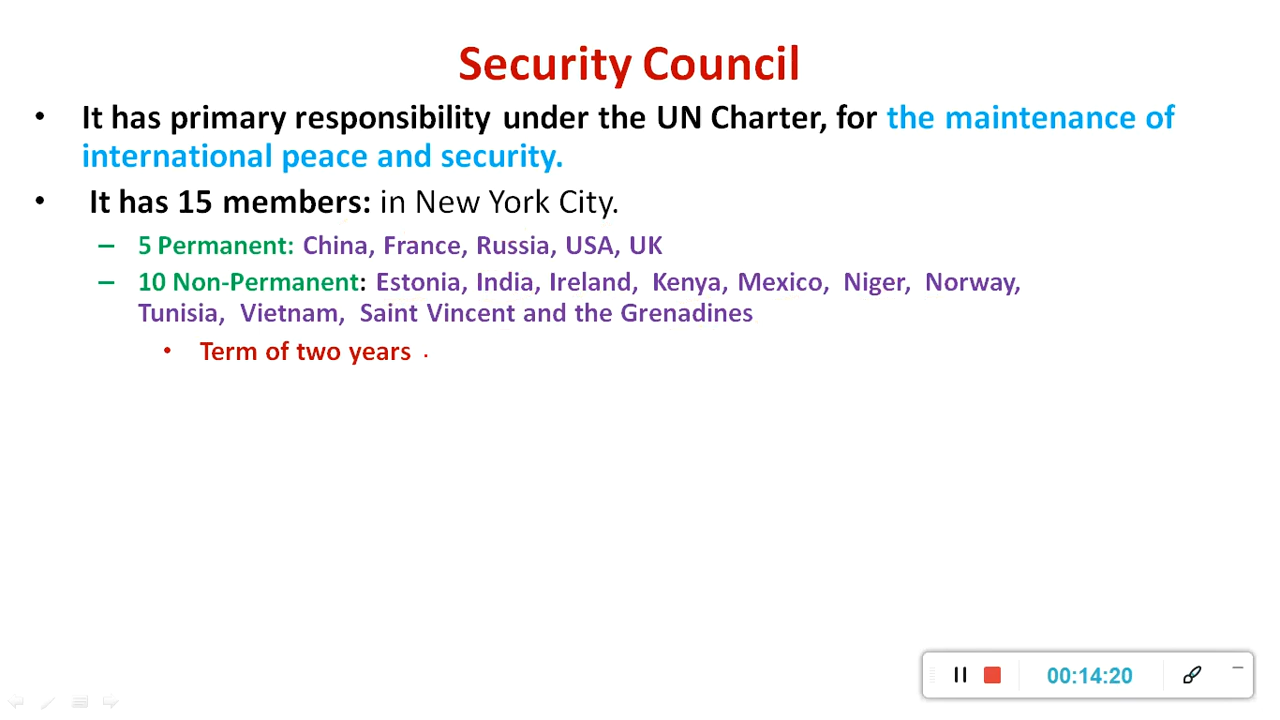 Security Council
• It has primary responsibility under the UN Charter, for the maintenance of
international peace and security.
• It has 15 members: in New York City.
– 5 Permanent: China, France, Russia, USA, UK
– 10 Non-Permanent: Estonia, India, Ireland, Kenya, Mexico, Niger, Norway,
Tunisia, Vietnam, Saint Vincent and the Grenadines
• Term of two years .
00:14:20